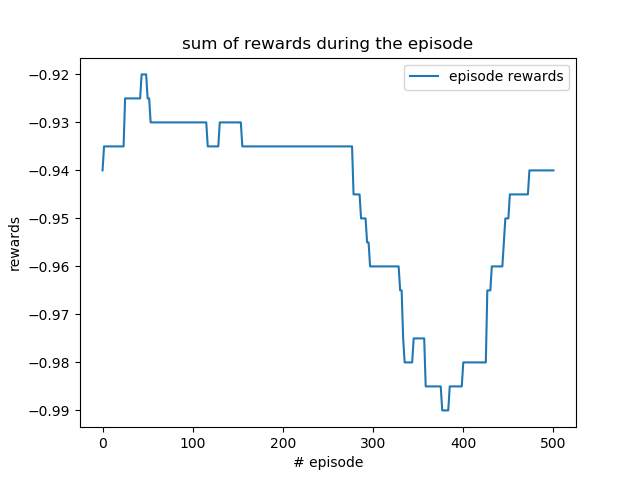 sum of rewards during the episode
episode rewards
−0.92
−0.93
−0.94
−0.95
−0.96
−0.97
−0.98
−0.99
rewards
0 100 200 300 400 500
# episode